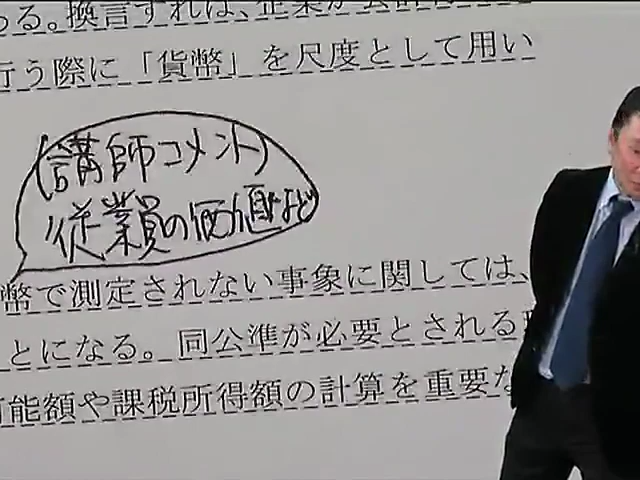 る。換言すれば、企業が会計
行う際に「貨幣」を尺度として用い
(講師コメント)
従業員の価値など
幣で測定されない事象に関しては、
とになる。同公準が必要とされる
能額や課税所得額の計算を重要な